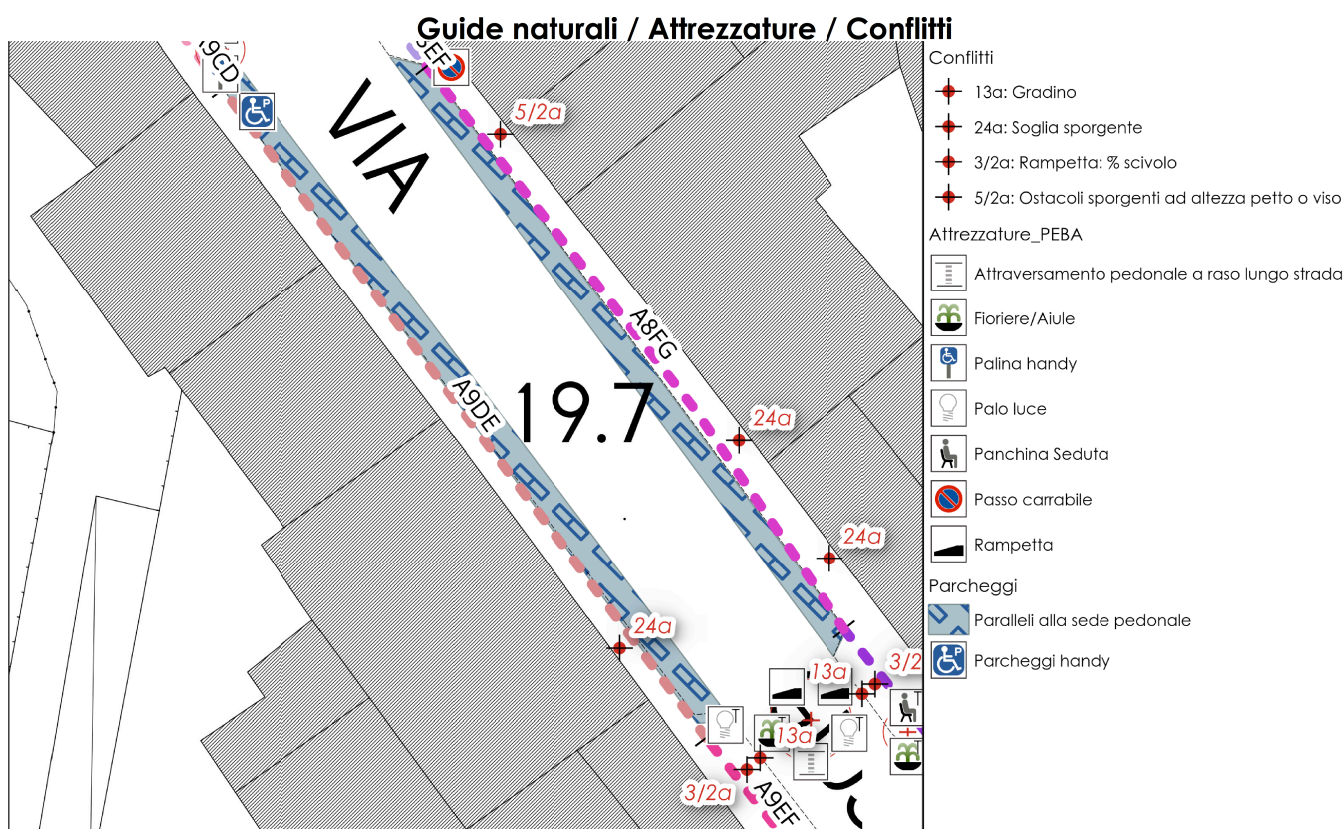 Guide naturali / Attrezzature / Conflitti
A9CD
VIA
5/2a
A8FG
A9DE
19.7
24a
24a
24a
13a
3/2
13a
3/2a
A9EF
Conflitti
13a: Gradino
24a: Soglia sporgente
3/2a: Rampetta: % scivolo
5/2a: Ostacoli sporgenti ad altezza petto o viso
Attrezzature_PEBA
Attraversamento pedonale a raso lungo strada
Fioriere/Aiule
Palina handy
Palo luce
Panchina Seduta
Passo carrabile
Rampetta
Parcheggi
Paralleli alla sede pedonale
Parcheggi handy